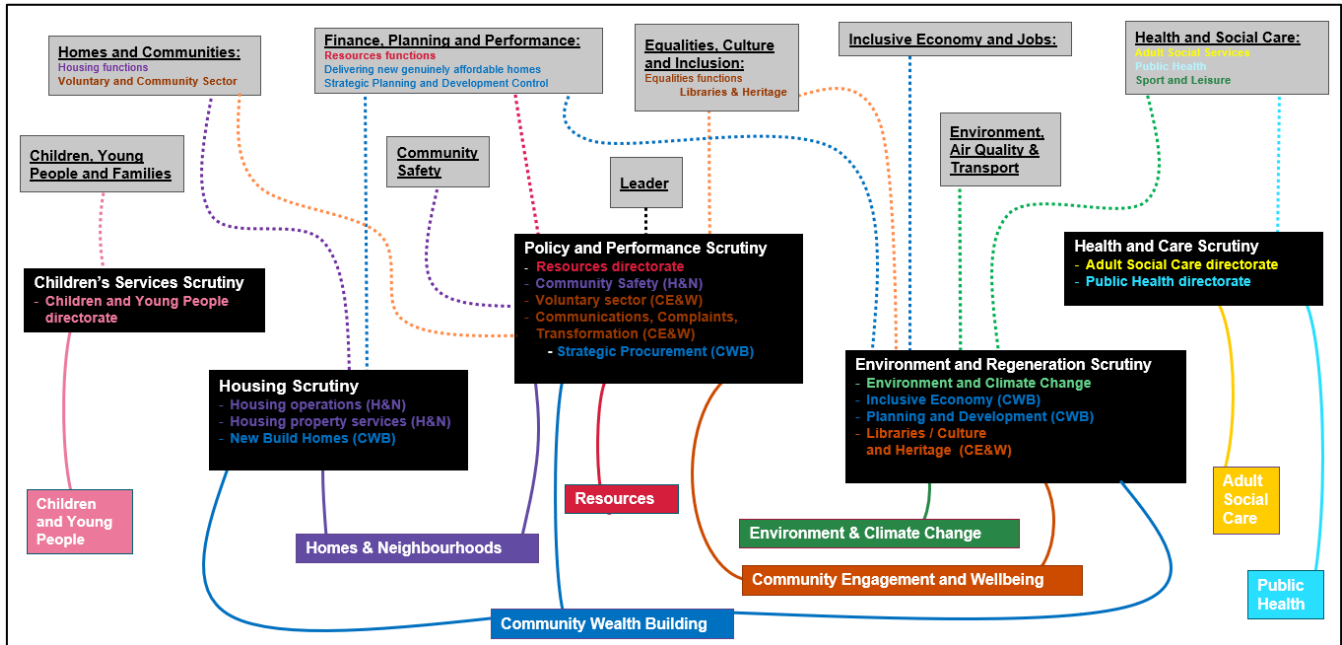 Homes and Communities:
Housing functions
Voluntary and Community Sector
Finance, Planning and Performance:
Resources functions
Delivering new genuinely affordable homes
Strategic Planning and Development Control
Equalities, Culture
and Inclusion:
Equalities functions
Libraries & Heritage
Inclusive Economy and Jobs:
Health and Social Care:
Adult Social Services
Public Health
Sport and Leisure
Children, Young
People and Families
Community
Safety
Leader
Environment,
Air Quality &
Transport
Children's Services Scrutiny
- Children and Young People
directorate
Policy and Performance Scrutiny
- Resources directorate
- Community Safety (H&N)
- Voluntary sector (CE&W)
- Communications, Complaints,
Transformation (CE&W)
- Strategic Procurement (CWB)
Health and Care Scrutiny
- Adult Social Care directorate
- Public Health directorate
Housing Scrutiny
- Housing operations (H&N)
- Housing property services (H&N)
- New Build Homes (CWB)
Environment and Regeneration Scrutiny
- Environment and Climate Change
- Inclusive Economy (CWB)
- Planning and Development (CWB)
- Libraries / Culture
and Heritage (CE&W)
Children
and Young
People
Homes & Neighbourhoods
Resources
Environment & Climate Change
Community Engagement and Wellbeing
Community Wealth Building
Adult
Social
Care
Public
Health